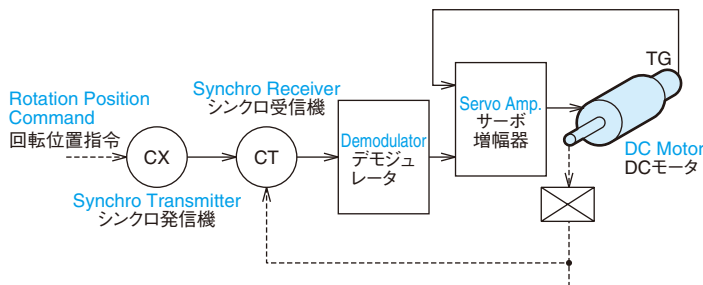 Rotation Position
Command
回転位置指令
CX
Synchro Transmitter
シンクロ発信機
Synchro Receiver
シンクロ受信機
CT
Demodulator
デモジュ
レータ
Servo Amp.
サーボ
増幅器
TG
DC Motor
DCモータ